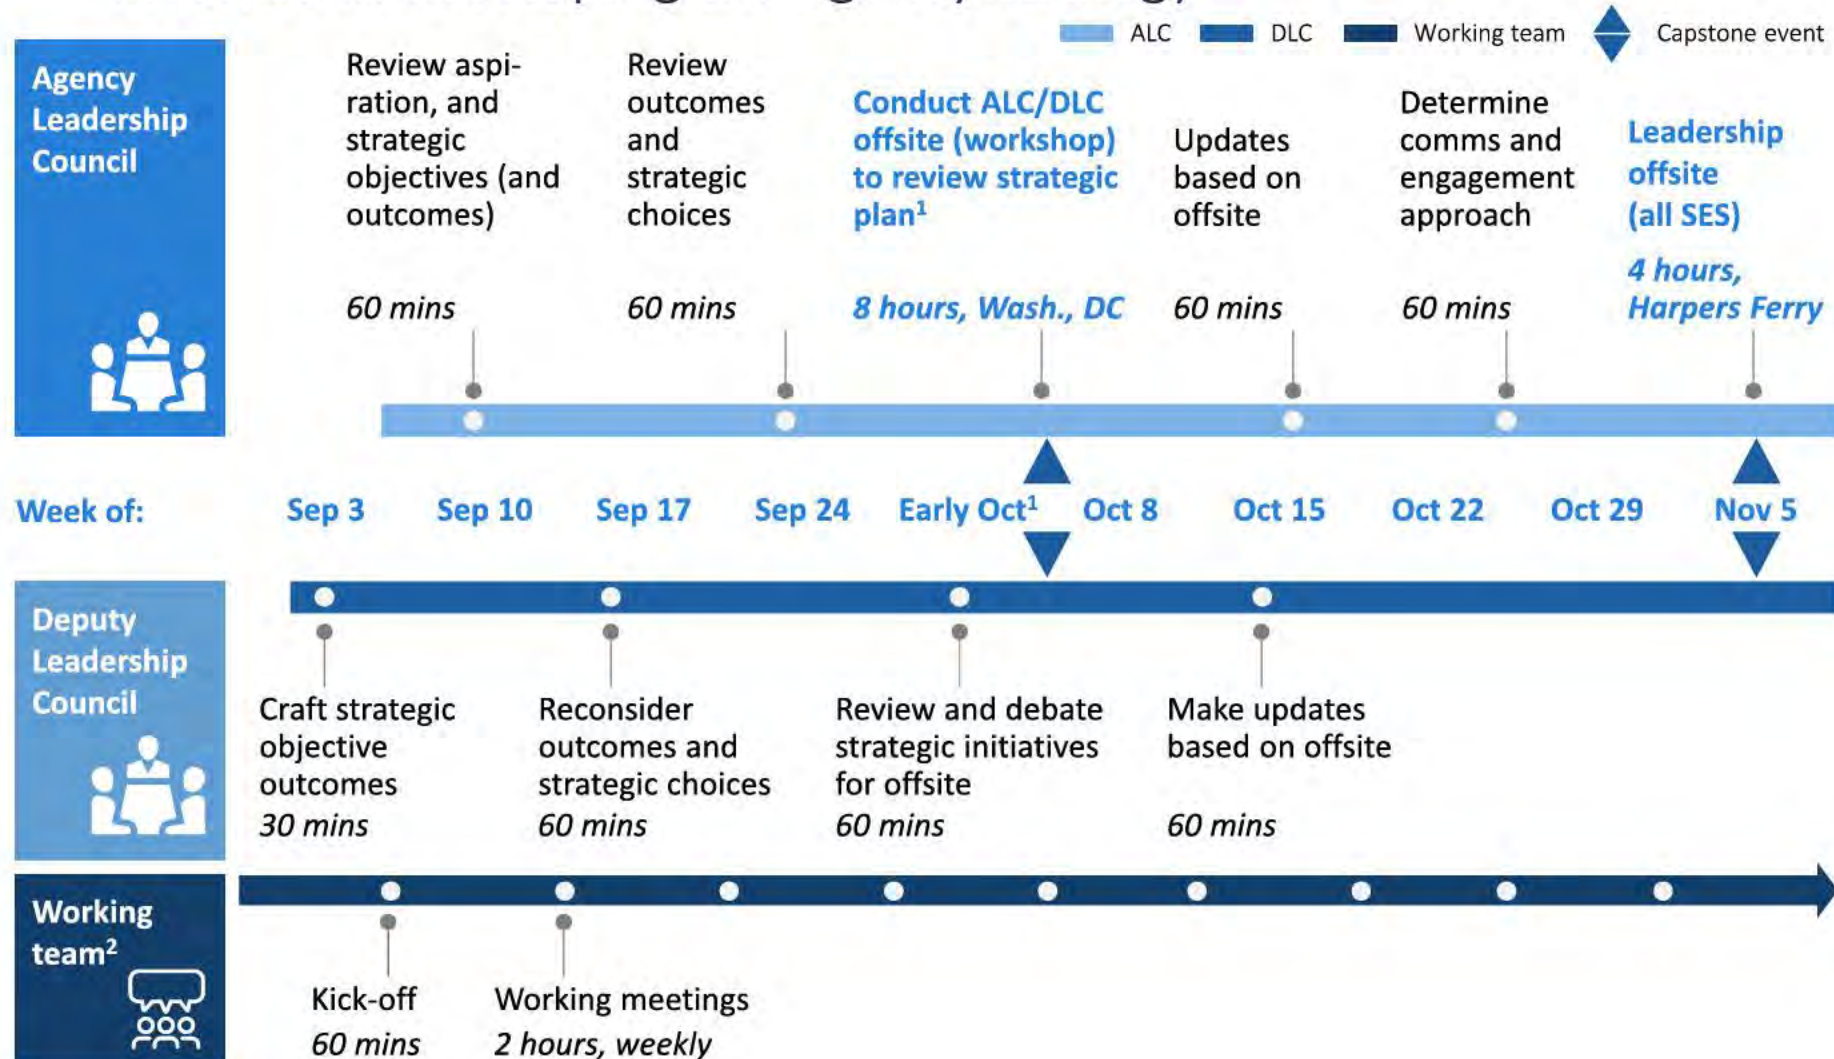 ALC DLC Working team Capstone event
Agency
Leadership
Council
Review aspi-
ration, and
strategic
objectives (and
outcomes)
60 mins
Review
outcomes
and
strategic
choices
60 mins
Conduct ALC/DLC
offsite (workshop)
to review strategic
plan¹
8 hours, Wash., DC
Updates
based on
offsite
60 mins
Determine
comms and
engagement
approach
60 mins
Leadership
offsite
(all SES)
4 hours,
Harpers Ferry
Week of: Sep 3 Sep 10 Sep 17 Sep 24 Early Oct¹ Oct 8 Oct 15 Oct 22 Oct 29 Nov 5
Deputy
Leadership
Council
Craft strategic
objective
outcomes
30 mins
Reconsider
outcomes and
strategic choices
60 mins
Review and debate
strategic initiatives
for offsite
60 mins
Make updates
based on offsite
60 mins
Working
team²
Kick-off
60 mins
Working meetings
2 hours, weekly